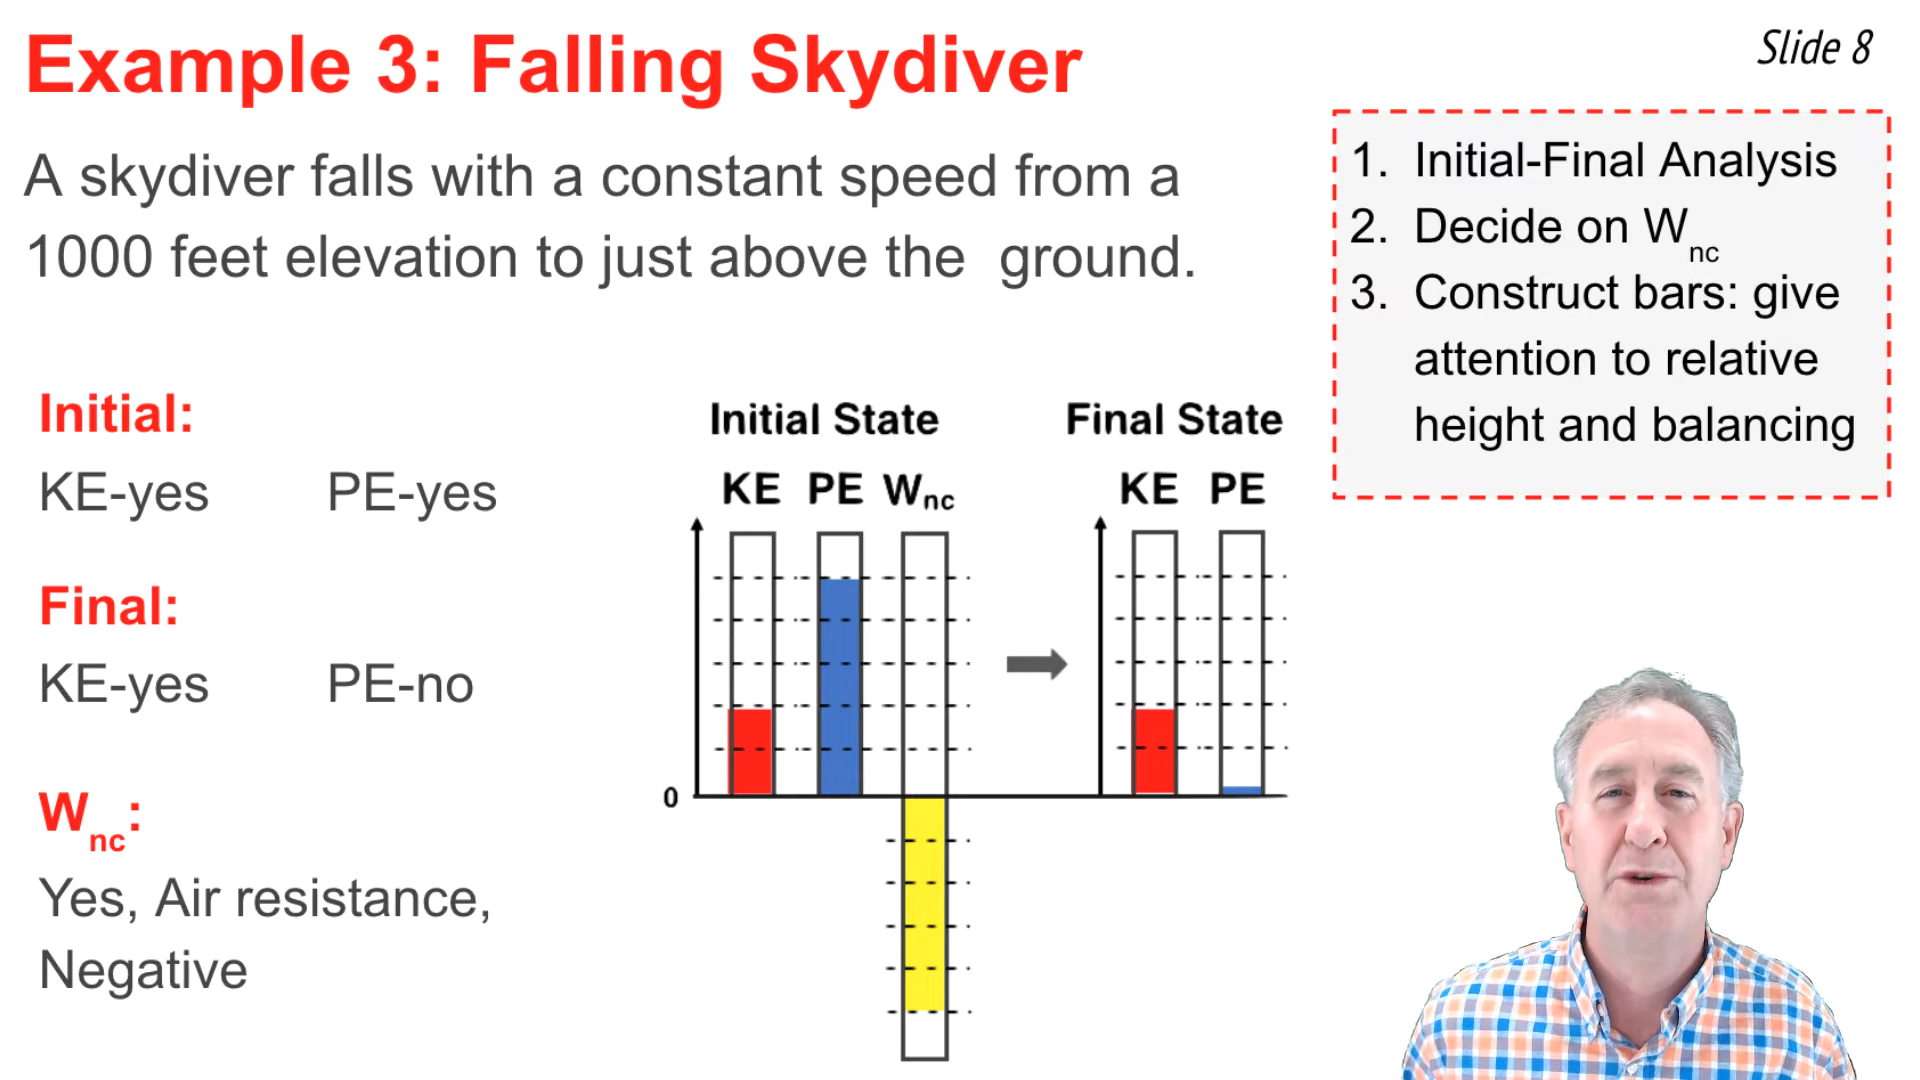 Example 3: Falling Skydiver
Slide 8
A skydiver falls with a constant speed from a
1000 feet elevation to just above the ground.
1. Initial-Final Analysis
2. Decide on Wnc
3. Construct bars: give
attention to relative
height and balancing
Initial:
KE-yes PE-yes
Final:
KE-yes PE-no
Wnc:
Yes, Air resistance,
Negative
Initial State
KE PE Wnc
0
Final State
KE PE